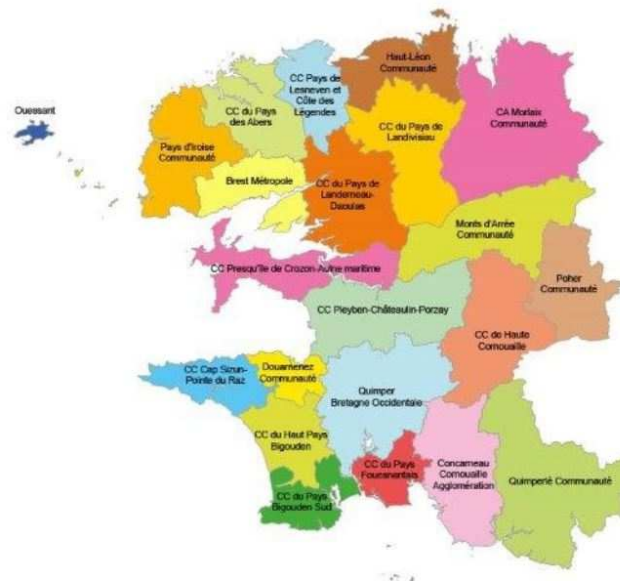 Haut-Léon
Communauté
CC Pays de
Lesneven et
Côte des
Légendes
Ouessant
CC du Pays
des Abers
CA Morlaix
Communauté
CC du Pays de
Landivisiau
Pays d'Iroise
Communauté
Brest Métropole
CC du Pays de
Landerneau-
Daoulas
Monts d'Arrée
Communauté
CC Presqu'île de Crozon-Aulne maritime
Poher
Communauté
CC Pleyben-Châteaulin-Porzay
CC de Haute
Cornouaille
CC Cap Sizun-
Pointe du Raz
Douarnenez
Communauté
Quimper
Bretagne Occidentale
CC du Haut Pays
Bigouden
CC du Pays
Fouesnantais
Concarneau
Cornouaille
Agglomération
Quimperlé Communauté
CC du Pays
Bigouden Sud